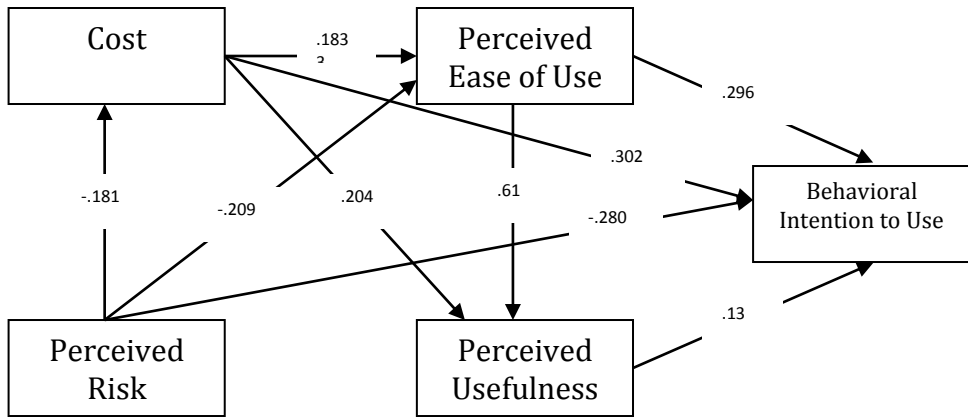 Cost
.183
Perceived
Ease of Use
.296
.302
Behavioral
Intention to Use
-.181
-.209
.204
.61
-.280
Perceived
Risk
Perceived
Usefulness
.13